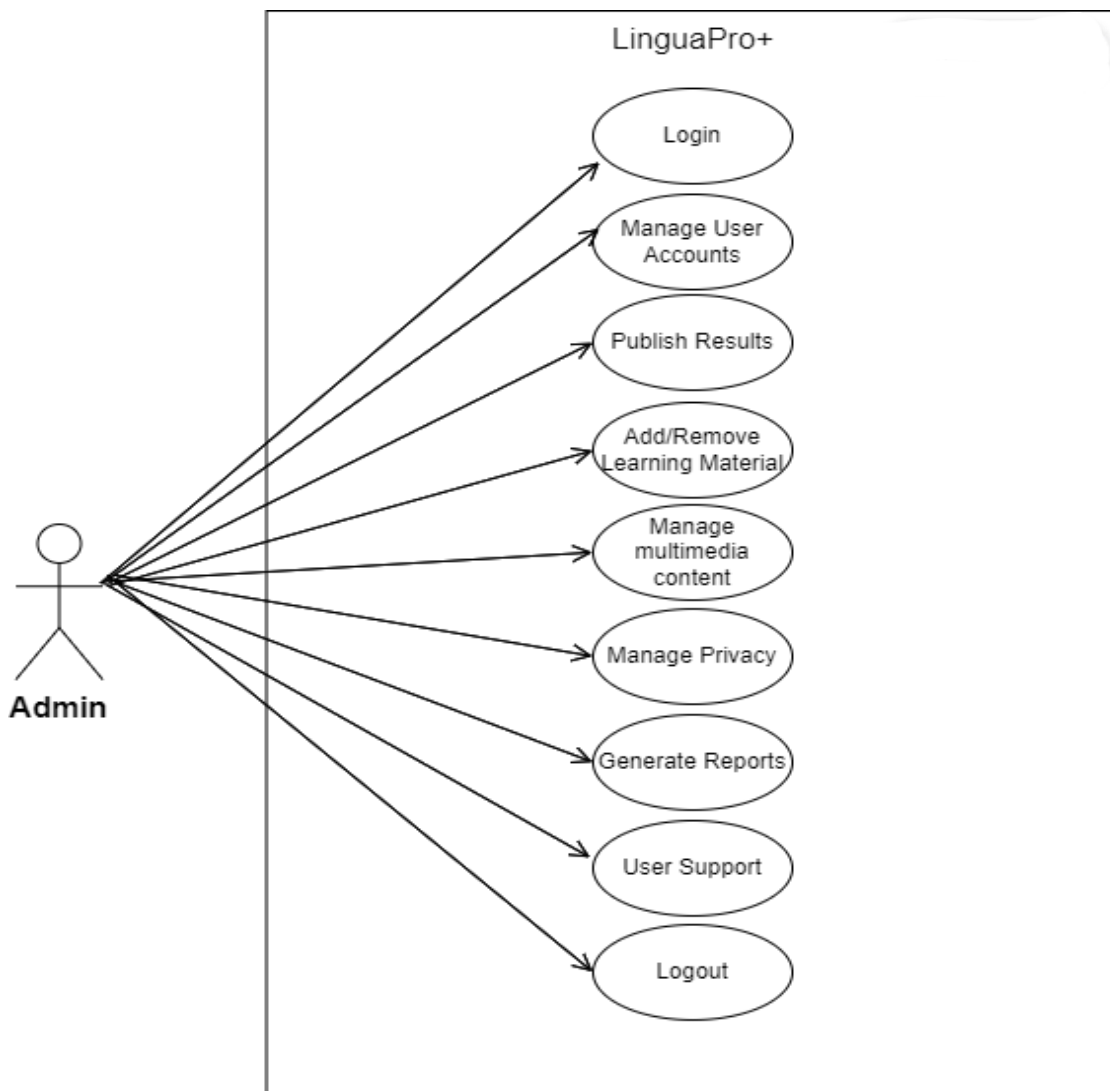 LinguaPro+
Login
Manage User
Accounts
Publish Results
Add/Remove
Learning Material
Manage
multimedia
content
Admin
Manage Privacy
Generate Reports
User Support
Logout